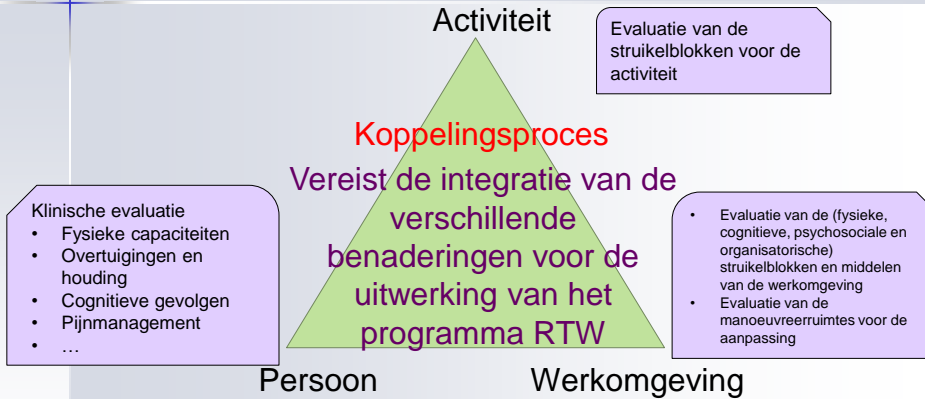 Activiteit
Evaluatie van de
struikelblokken voor de
activiteit
Koppelingsproces
Vereist de integratie van de
verschillende
benaderingen voor de
uitwerking van het
programma RTW
Klinische evaluatie
• Fysieke capaciteiten
• Overtuigingen en
houding
• Cognitieve gevolgen
• Pijnmanagement
• …
• Evaluatie van de (fysieke,
cognitieve, psychosociale en
organisatorische)
struikelblokken en middelen
van de werkomgeving
• Evaluatie van de
manoeuvreerruimtes voor de
aanpassing
Persoon
Werkomgeving